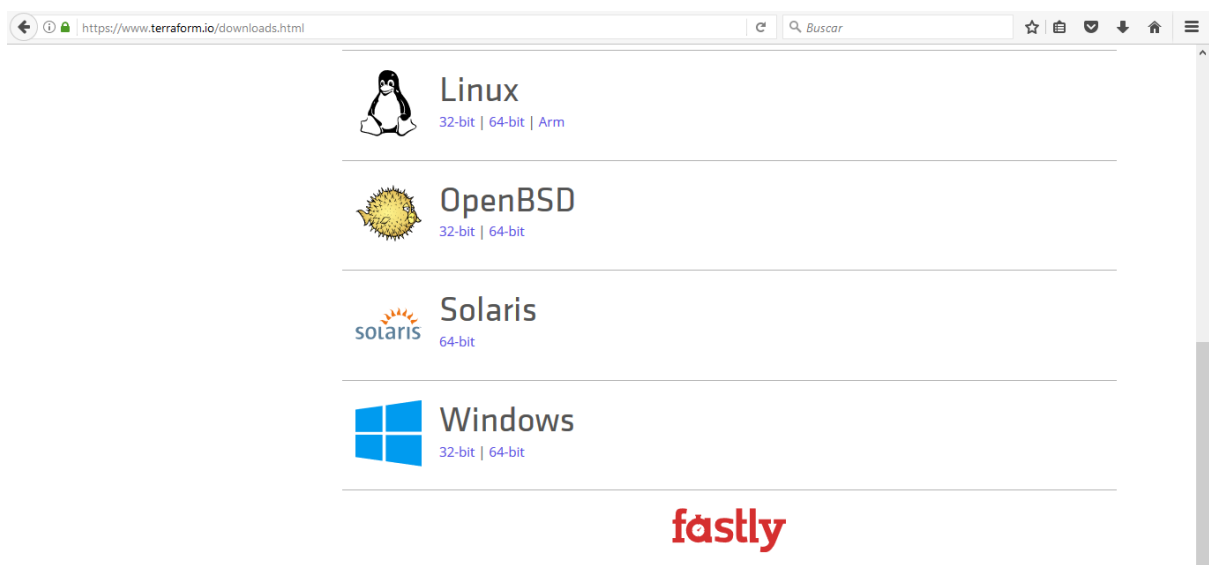 https://www.terraform.io/downloads.html
Buscar
Linux
32-bit | 64-bit | Arm
OpenBSD
32-bit | 64-bit
solaris
Solaris
64-bit
Windows
32-bit | 64-bit
fastly